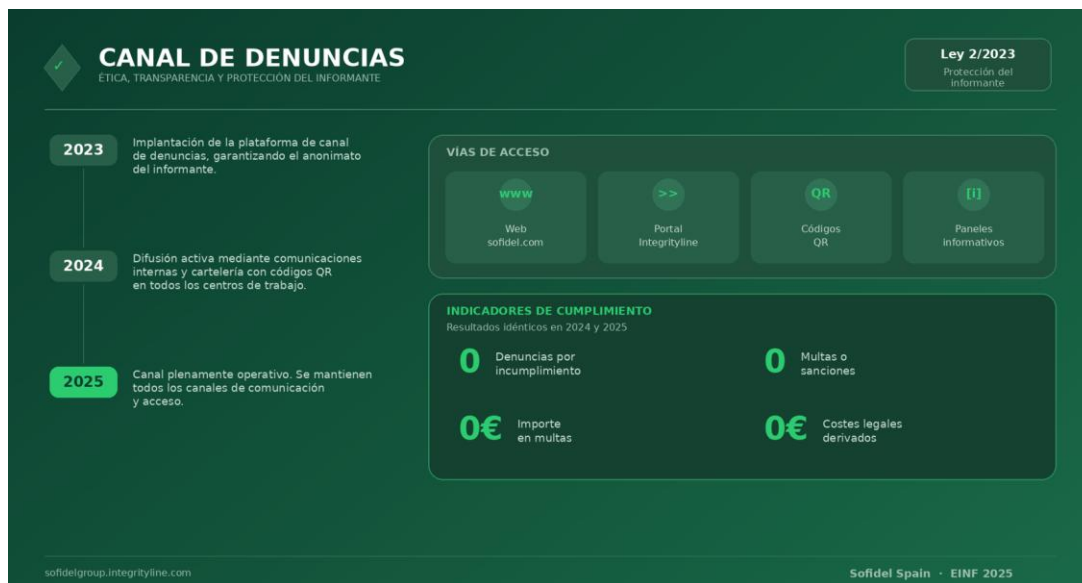 ✓
CANAL DE DENUNCIAS
ÉTICA, TRANSPARENCIA Y PROTECCIÓN DEL INFORMANTE
Ley 2/2023
Protección del
informante
2023
Implantación de la plataforma de canal
de denuncias, garantizando el anonimato
del informante.
2024
Difusión activa mediante comunicaciones
internas y cartelería con códigos QR
en todos los centros de trabajo.
2025
Canal plenamente operativo. Se mantienen
todos los canales de comunicación
y acceso.
VÍAS DE ACCESO
www
Web
sofidel.com
>>
Portal
Integrityline
QR
Códigos
QR
[i]
Paneles
informativos
INDICADORES DE CUMPLIMIENTO
Resultados idénticos en 2024 y 2025
0
Denuncias por
incumplimiento
0
Multas o
sanciones
0€
Importe
en multas
0€
Costes legales
derivados
sofidelgroup.integrityline.com
Sofidel Spain · EINF 2025